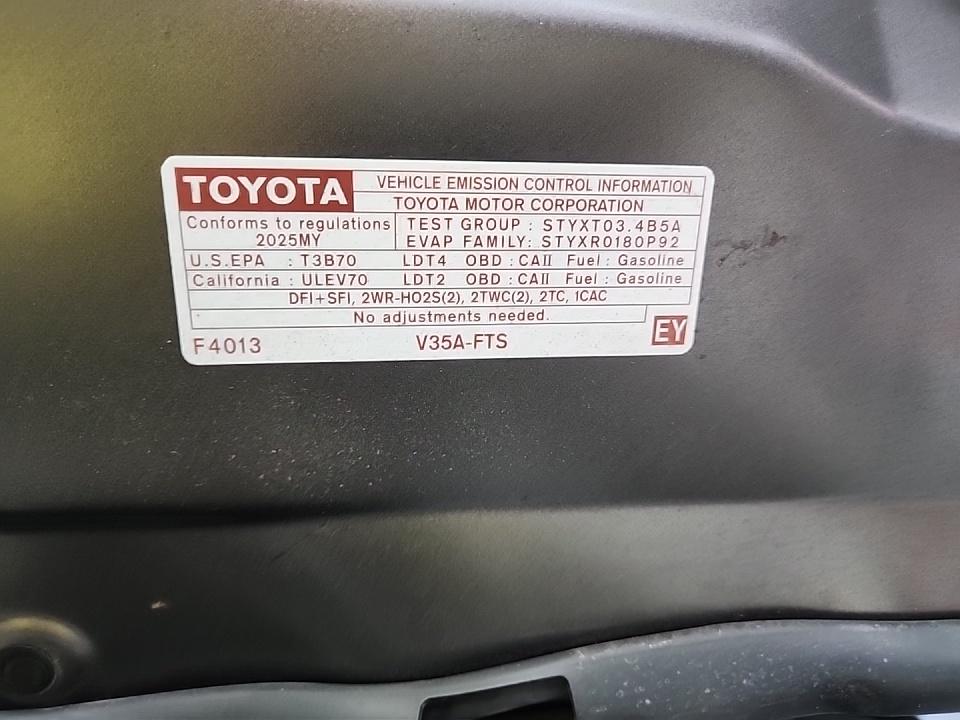 TOYOTA
VEHICLE EMISSION CONTROL INFORMATION
TOYOTA MOTOR CORPORATION
Conforms to regulations
2025MY
TEST GROUP : STYXT03.4B5A
EVAP FAMILY: STYXR0180P92
U.S.EPA : T3B70 LDT4 OBD : CAII Fuel : Gasoline
California : ULEV70 LDT2 OBD : CAII Fuel : Gasoline
DFI+SFI, 2WR-HO2S(2), 2TWC(2), 2TC, 1CAC
No adjustments needed.
F4013
V35A-FTS
EY